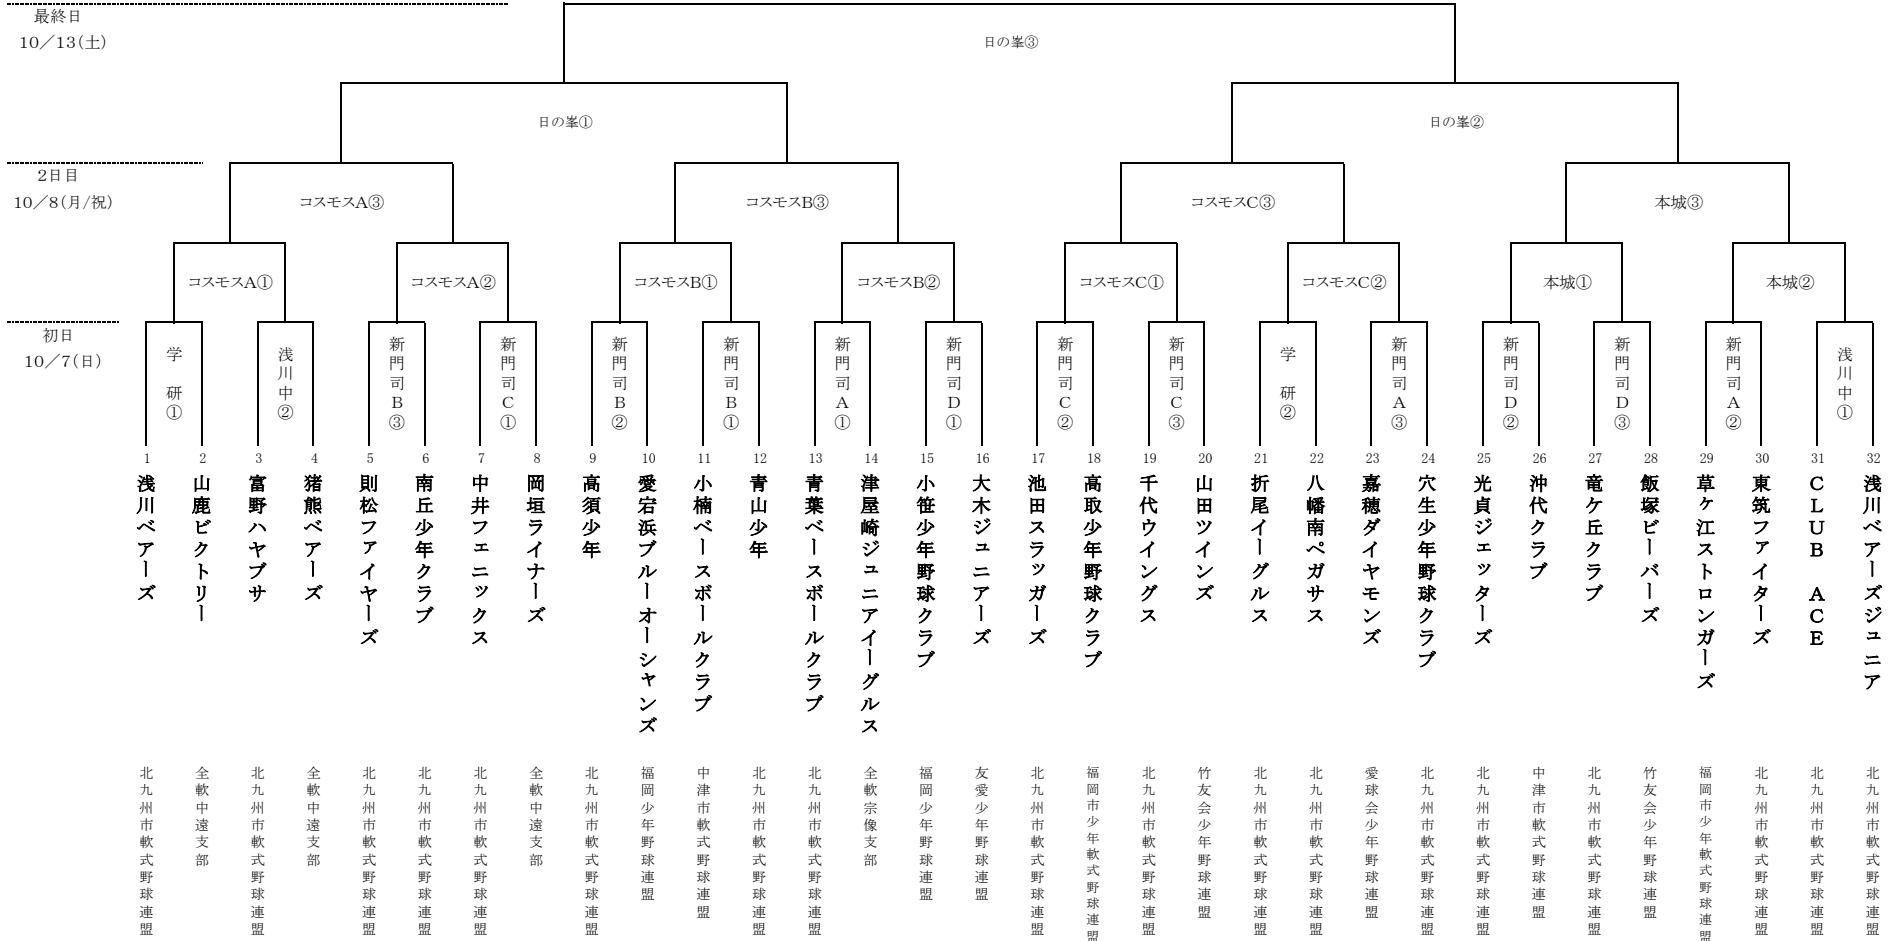 最終日
10／13(土)
日の峯③
日の峯①
日の峯②
2日目
10／8(月/祝)
コスモスA③
コスモスB③
コスモスC③
本城③
コスモスA①
コスモスA②
コスモスB①
コスモスB②
コスモスC①
コスモスC②
本城①
本城②
初日
10／7(日)
学　研①
浅川中②
新門司B③
新門司C①
新門司B②
新門司B①
新門司A①
新門司D①
新門司C②
新門司C③
学　研②
新門司A③
新門司D②
新門司D③
新門司A②
浅川中①
1 2 3 4 5 6 7 8 9 10 11 12 13 14 15 16 17 18 19 20 21 22 23 24 25 26 27 28 29 30 31 32
浅川ベアーズ
山鹿ビクトリー
富野ハヤブサ
猪熊ベアーズ
則松ファイヤーズ
南丘少年クラブ
中井フェニックス
岡垣ライナーズ
高須少年
愛宕浜ブルーオーシャンズ
小楠ベースボールクラブ
青山少年
青葉ベースボールクラブ
津屋崎ジュニアイーグルス
小笹少年野球クラブ
大木ジュニアーズ
池田スラッガーズ
高取少年野球クラブ
千代ウイングス
山田ツインズ
折尾イーグルス
八幡南ペガサス
嘉穂ダイヤモンズ
穴生少年野球クラブ
光貞ジェッターズ
沖代クラブ
竜ケ丘クラブ
飯塚ビーバーズ
草ケ江ストロンガーズ
東筑ファイターズ
CLUB　ACE
浅川ベアーズジュニア
北九州市軟式野球連盟
全軟中遠支部
北九州市軟式野球連盟
全軟中遠支部
北九州市軟式野球連盟
北九州市軟式野球連盟
北九州市軟式野球連盟
全軟中遠支部
北九州市軟式野球連盟
福岡少年野球連盟
中津市軟式野球連盟
北九州市軟式野球連盟
北九州市軟式野球連盟
全軟宗像支部
福岡少年野球連盟
友愛少年野球連盟
北九州市軟式野球連盟
福岡市少年軟式野球連盟
北九州市軟式野球連盟
竹友会少年野球連盟
北九州市軟式野球連盟
北九州市軟式野球連盟
愛球会少年野球連盟
北九州市軟式野球連盟
北九州市軟式野球連盟
中津市軟式野球連盟
北九州市軟式野球連盟
竹友会少年野球連盟
福岡市少年軟式野球連盟
北九州市軟式野球連盟
北九州市軟式野球連盟
北九州市軟式野球連盟